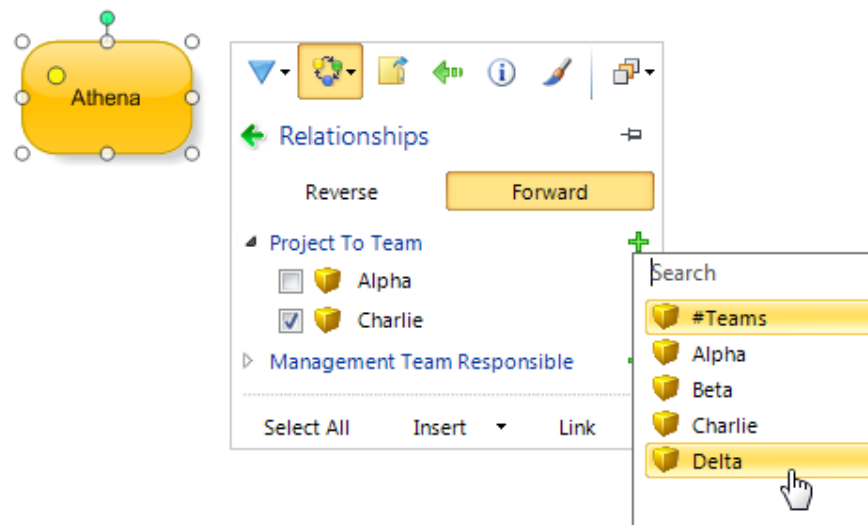 Athena
Relationships
Reverse Forward
Project To Team
Alpha
Charlie
Management Team Responsible
Select All Insert Link
Search
#Teams
Alpha
Beta
Charlie
Delta